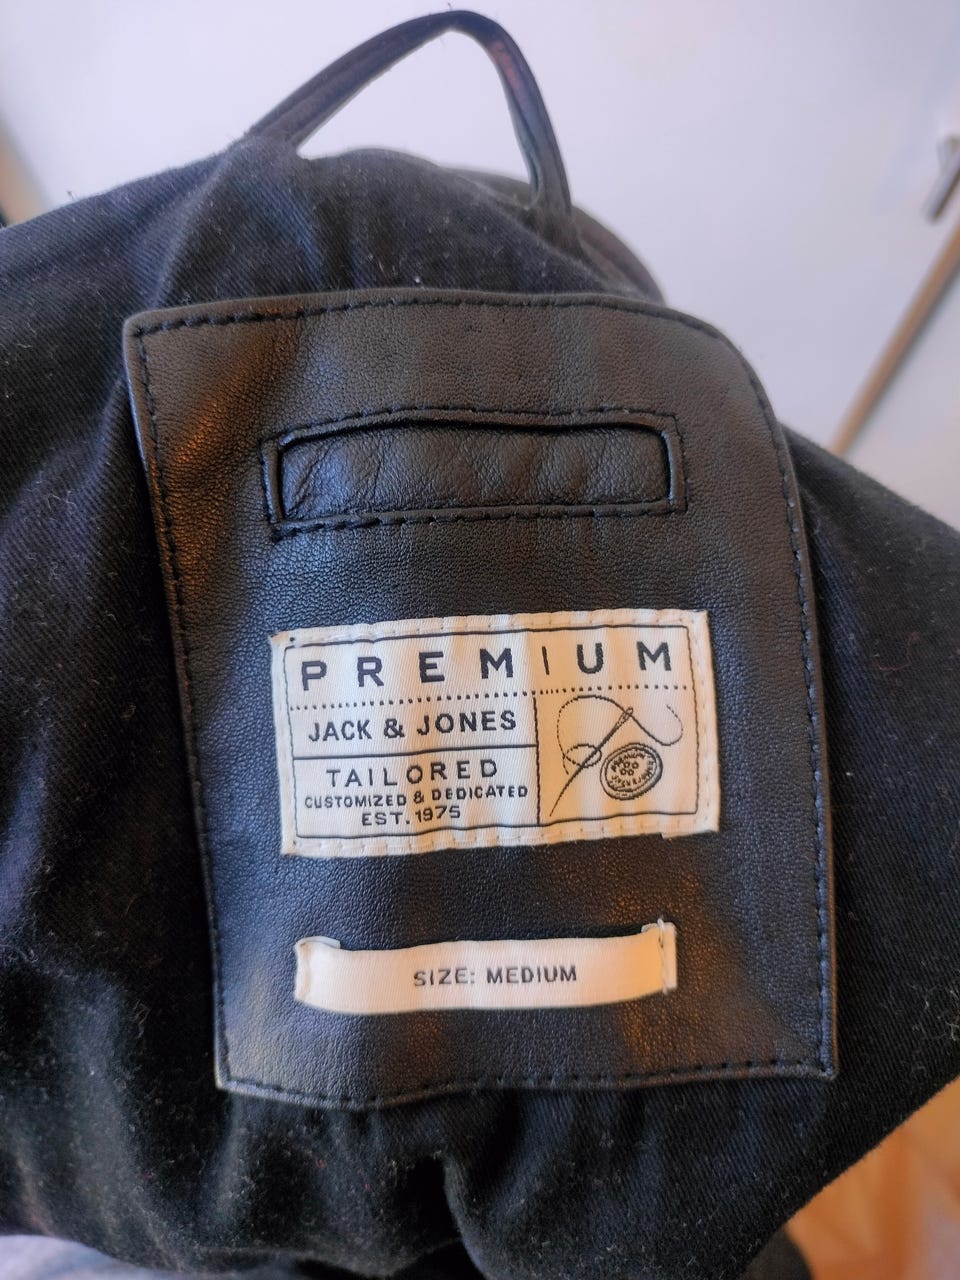 PREMIUM
JACK & JONES
TAILORED
CUSTOMIZED & DEDICATED
EST. 1975
SIZE: MEDIUM